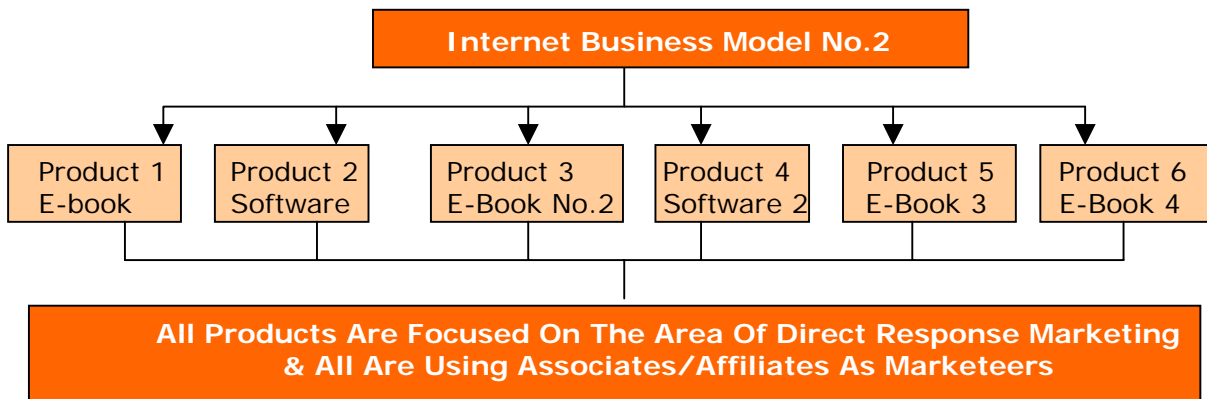 Internet Business Model No.2
Product 1
E-book
Product 2
Software
Product 3
E-Book No.2
Product 4
Software 2
Product 5
E-Book 3
Product 6
E-Book 4
All Products Are Focused On The Area Of Direct Response Marketing
& All Are Using Associates/Affiliates As Marketeers